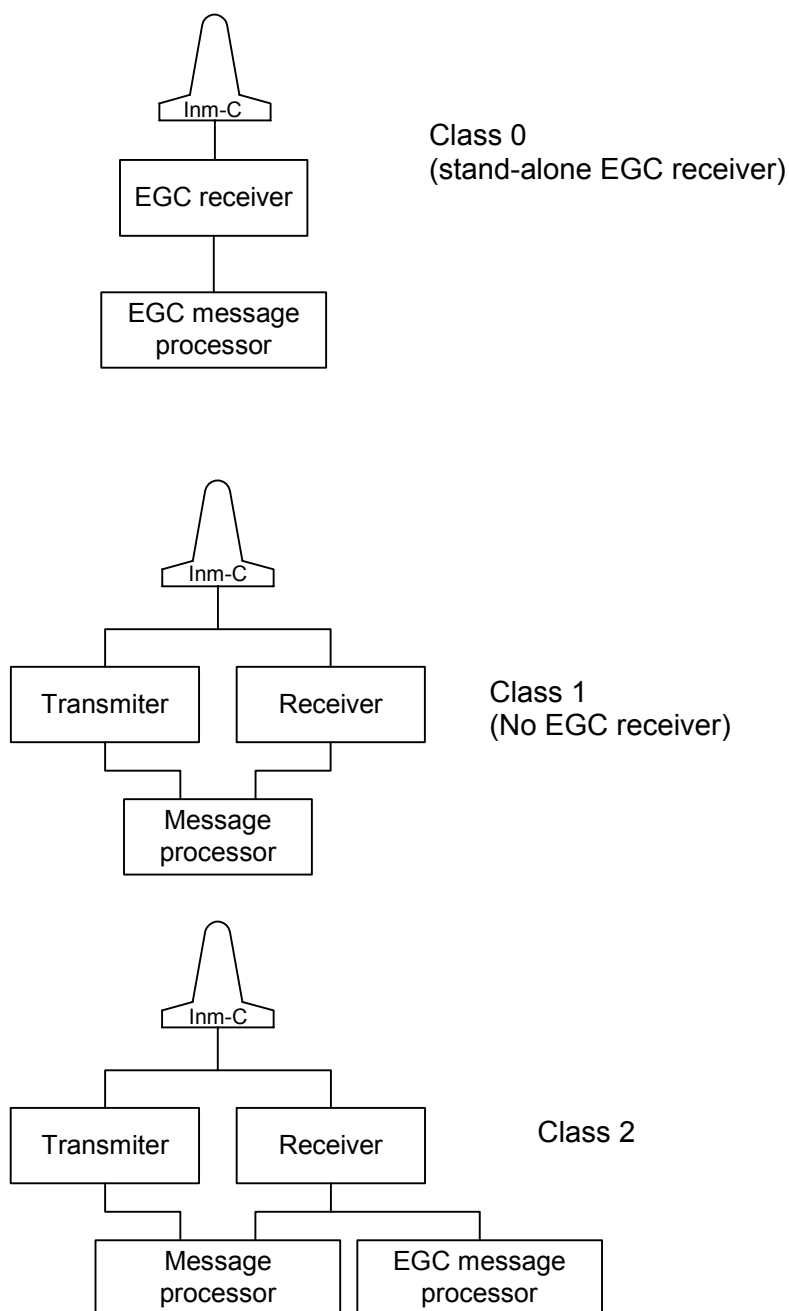 Inm-C
Class 0
(stand-alone EGC receiver)
EGC receiver
EGC message
processor
Inm-C
Transmiter
Receiver
Class 1
(No EGC receiver)
Message
processor
Inm-C
Transmiter
Receiver
Class 2
Message
processor
EGC message
processor